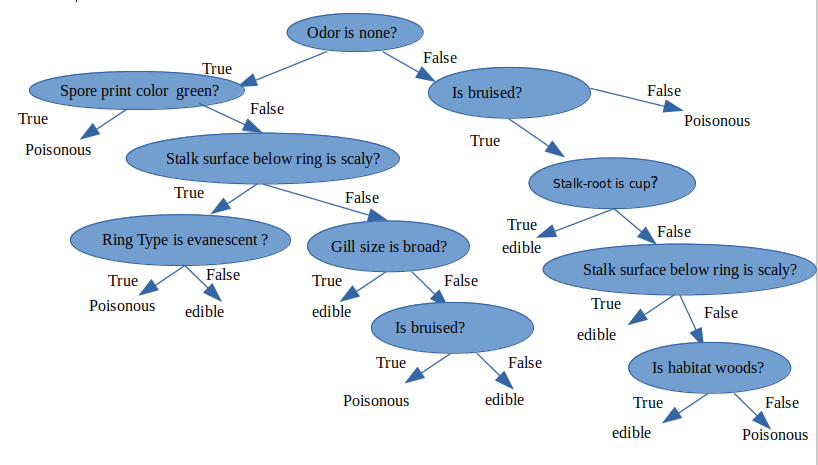 Odor is none?
True
False
Spore print color  green?
Is bruised?
False
True
False
Poisonous
Poisonous
True
Stalk surface below ring is scaly?
Stalk-root is cup?
True
False
True
False
edible
Ring Type is evanescent ?
Gill size is broad?
Stalk surface below ring is scaly?
True
False
True
False
Poisonous
edible
edible
True
False
edible
Is bruised?
True
False
Is habitat woods?
Poisonous
edible
True
False
edible
Poisonous